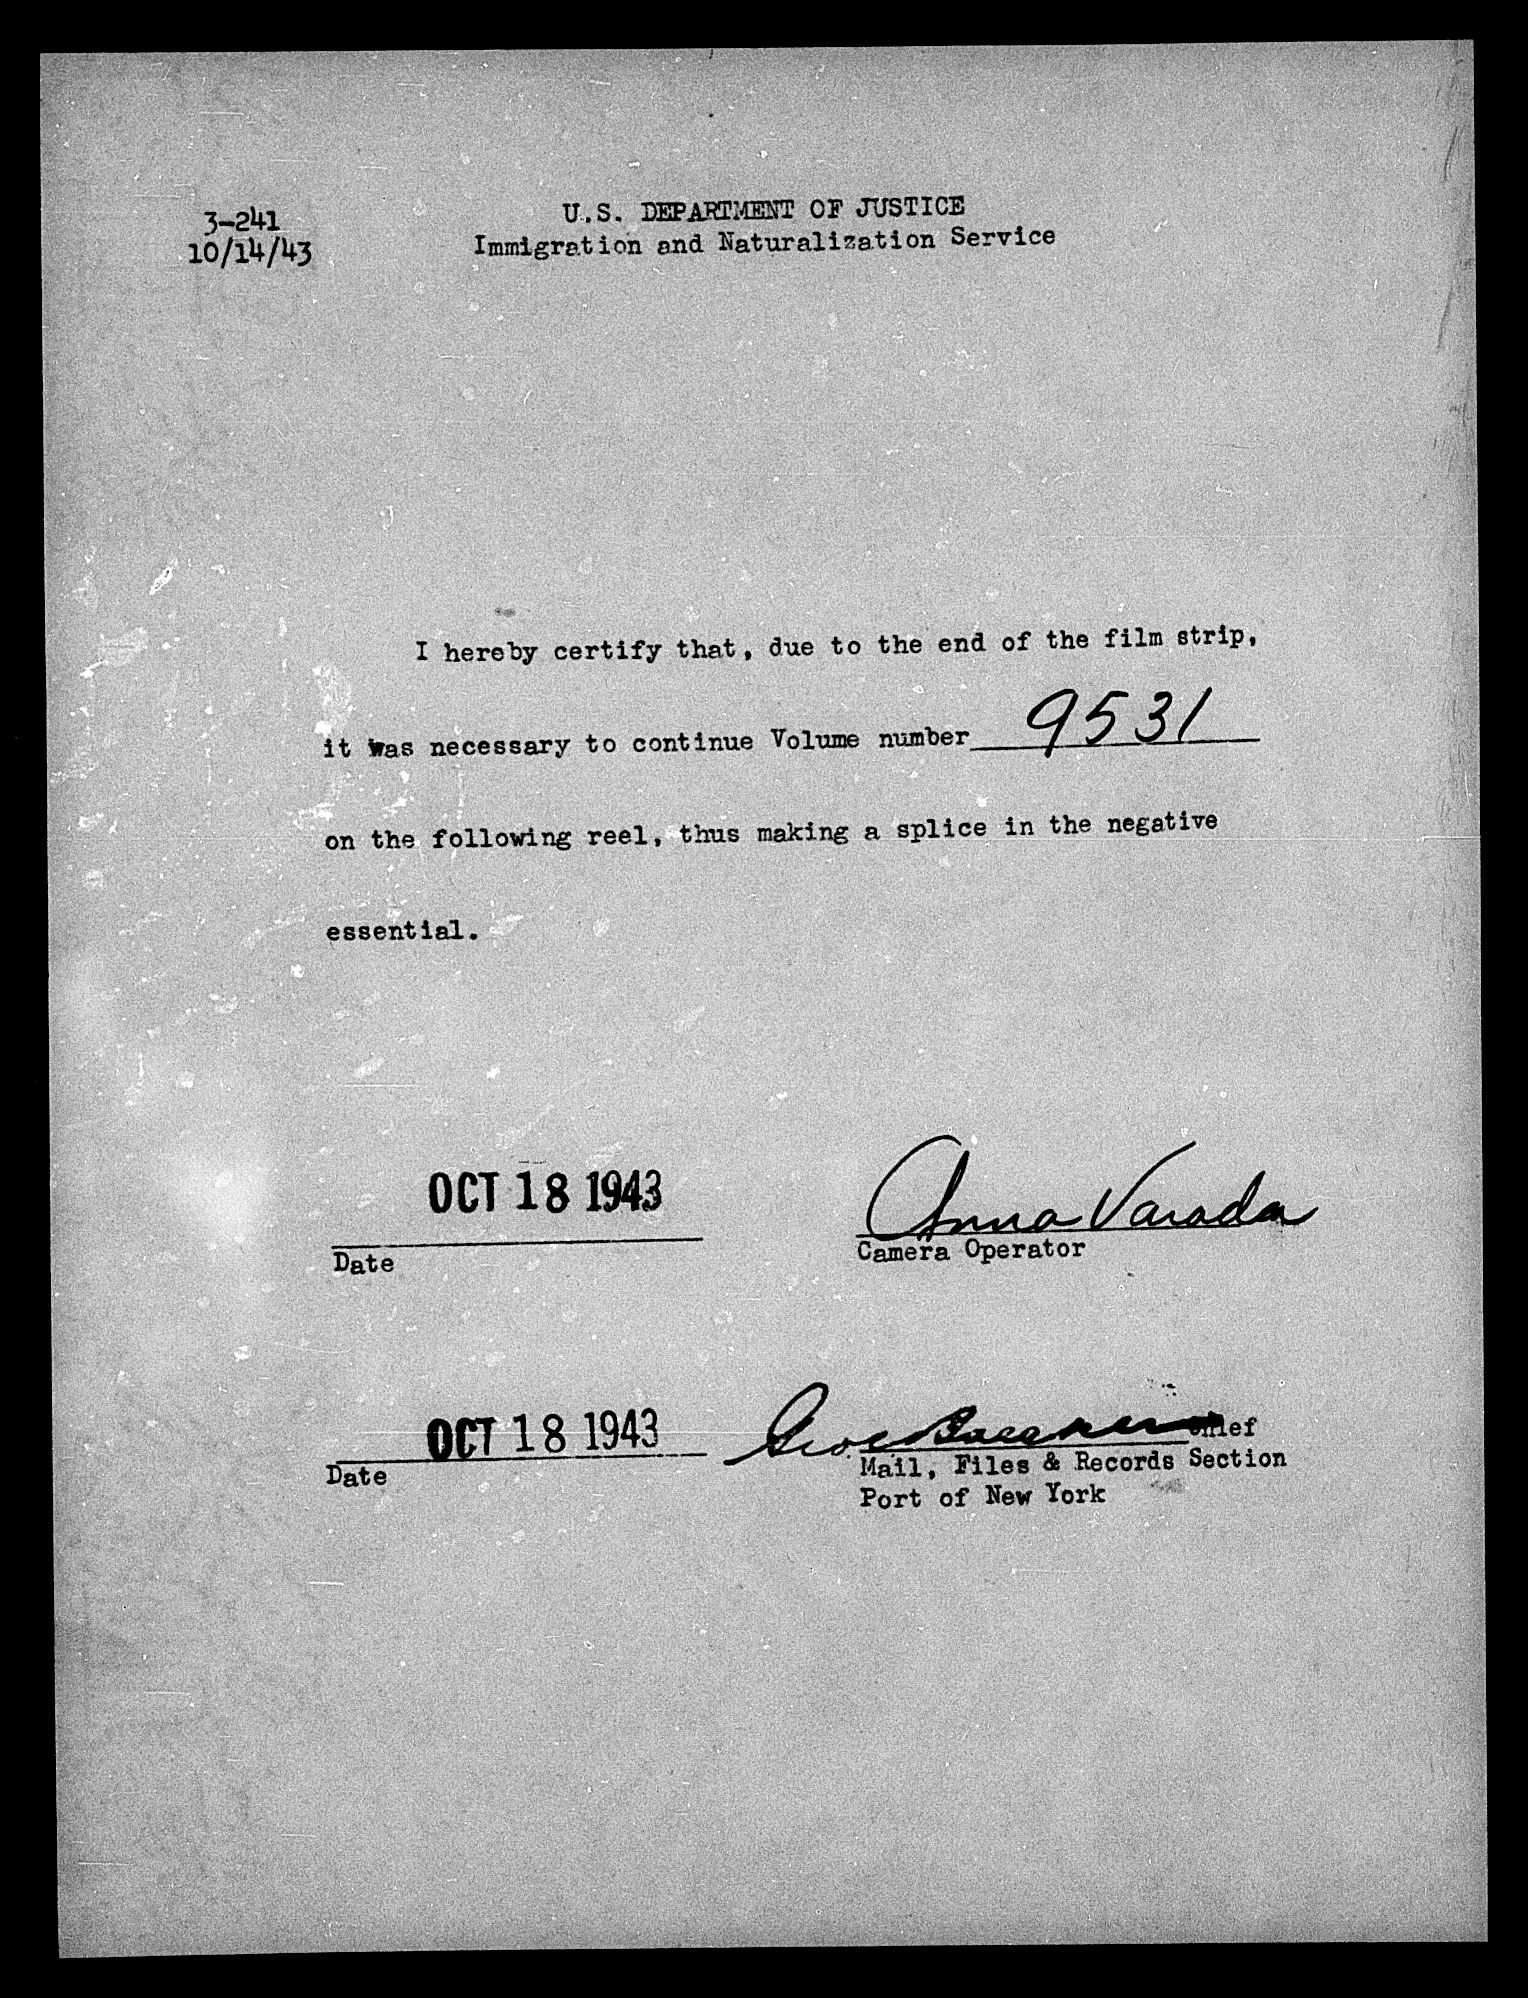 3-241
10/14/43
U.S. DEPARTMENT OF JUSTICE
Immigration and Naturalization Service
I hereby certify that, due to the end of the film strip,
it was necessary to continue Volume number 9531
on the following reel, thus making a splice in the negative
essential.
OCT 18 1943
Date
Anna
Camera Operator
OCT 18 1943
Date
Chief
Mail, Files & Records Section
Port of New York